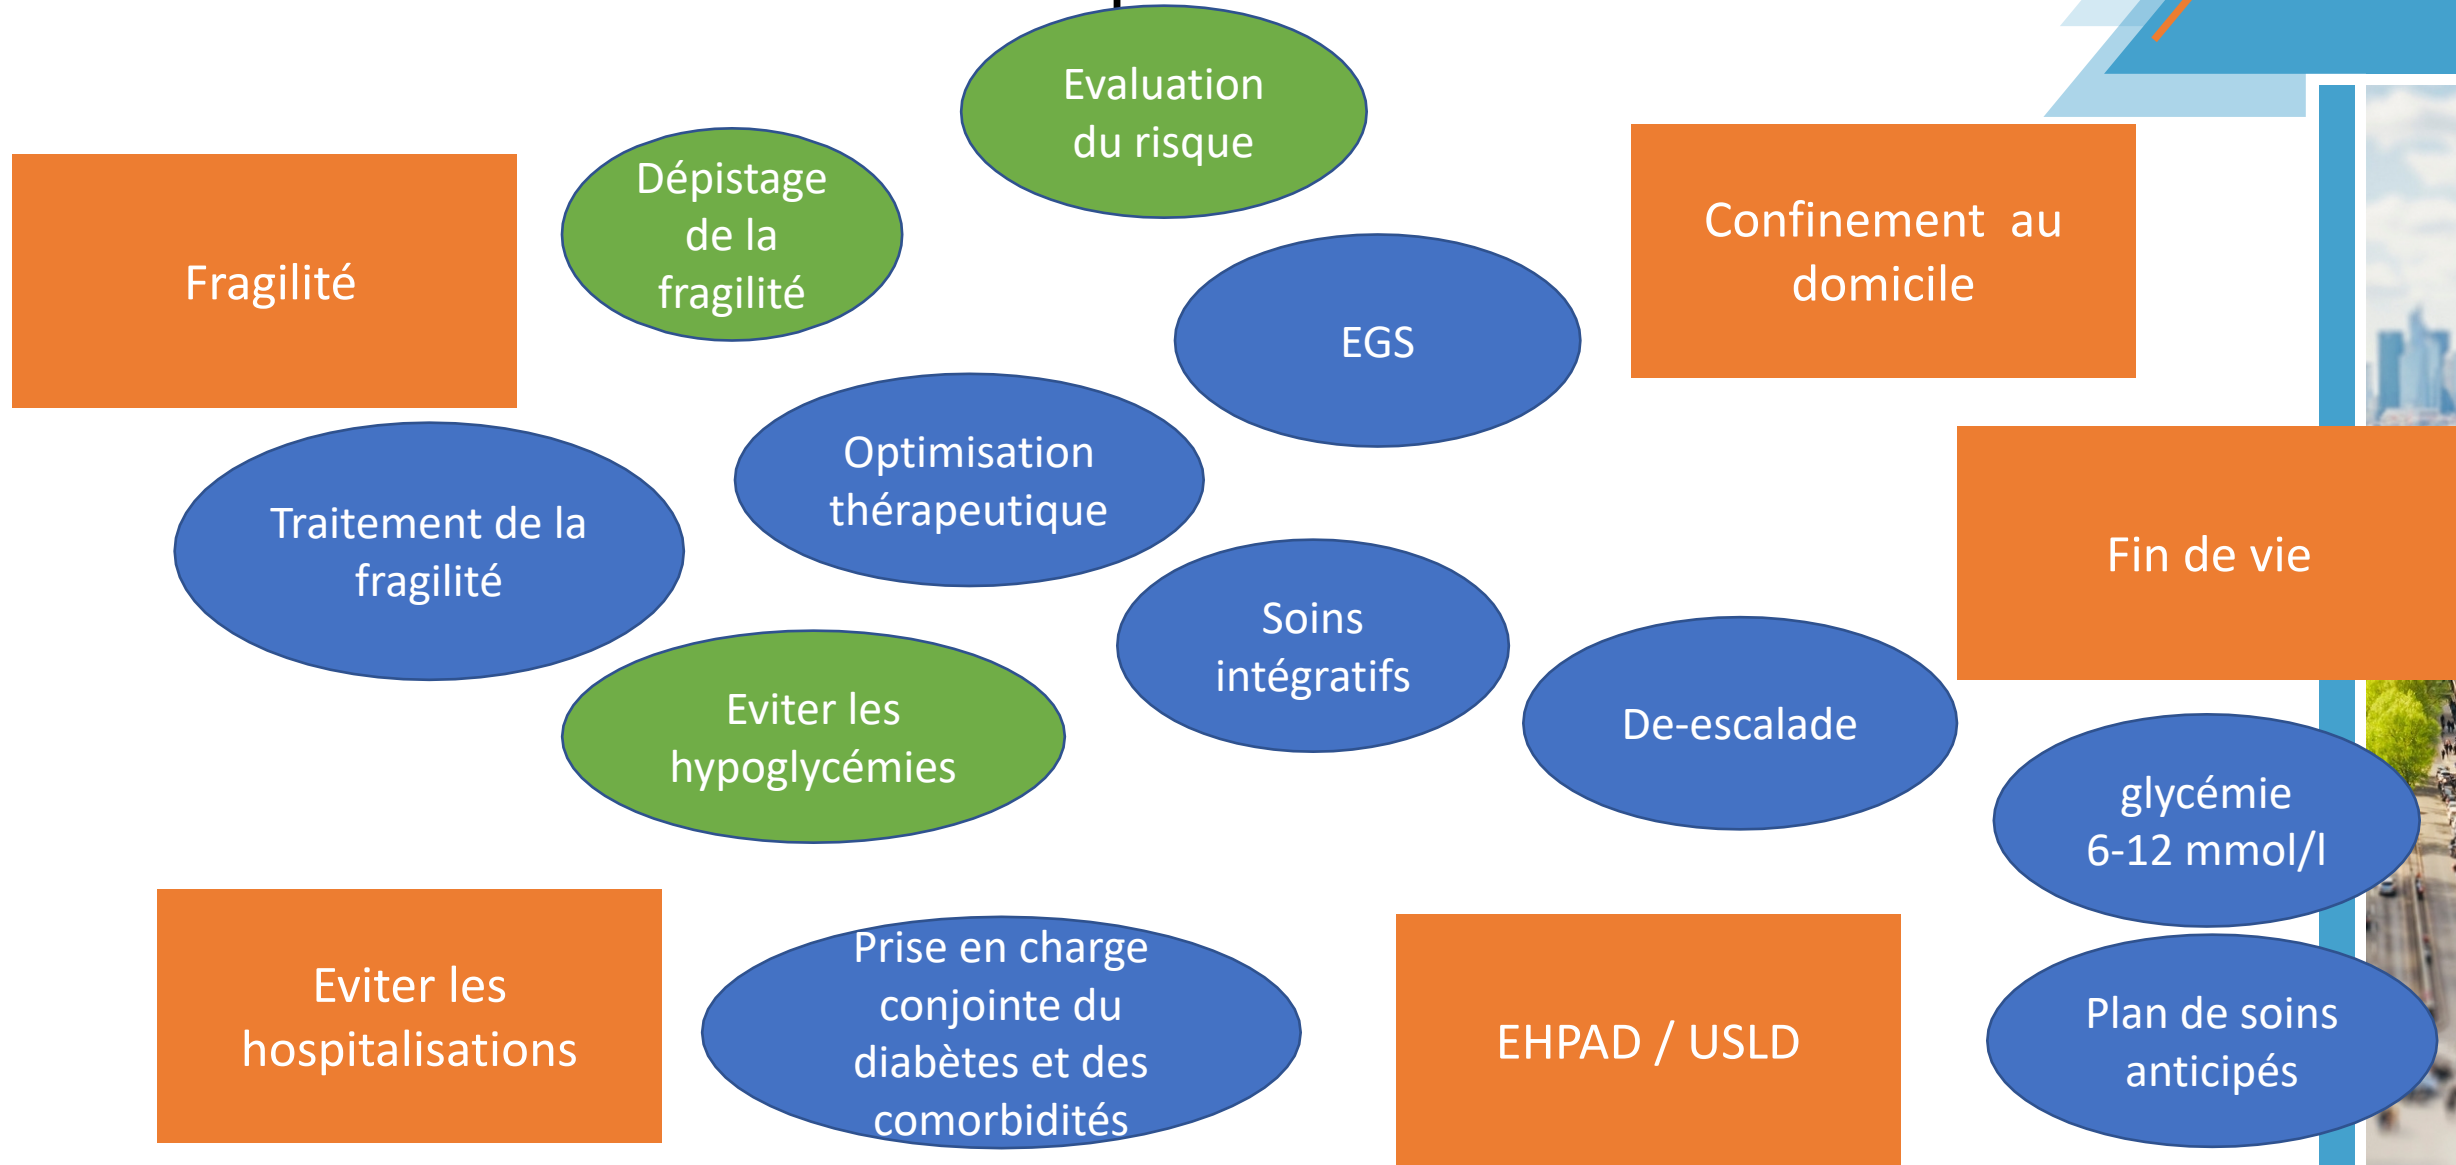 Evaluation
du risque
Dépistage
de la
fragilité
Fragilité
Confinement au
domicile
EGS
Optimisation
thérapeutique
Traitement de la
fragilité
Fin de vie
Soins
intégratifs
De-escalade
Eviter les
hypoglycémies
glycémie
6-12 mmol/l
Eviter les
hospitalisations
Prise en charge
conjointe du
diabètes et des
comorbidités
EHPAD / USLD
Plan de soins
anticipés